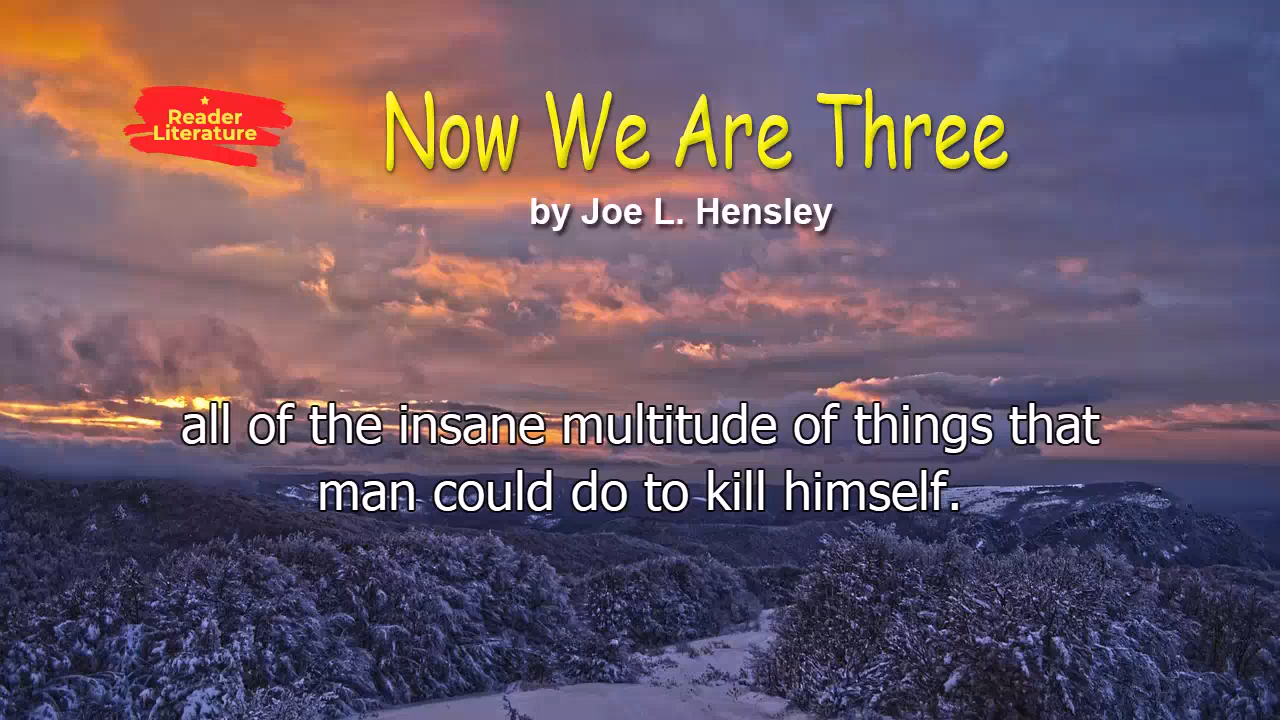 Reader
Literature
Now We Are Three
by Joe L. Hensley
all of the insane multitude of things that
man could do to kill himself.